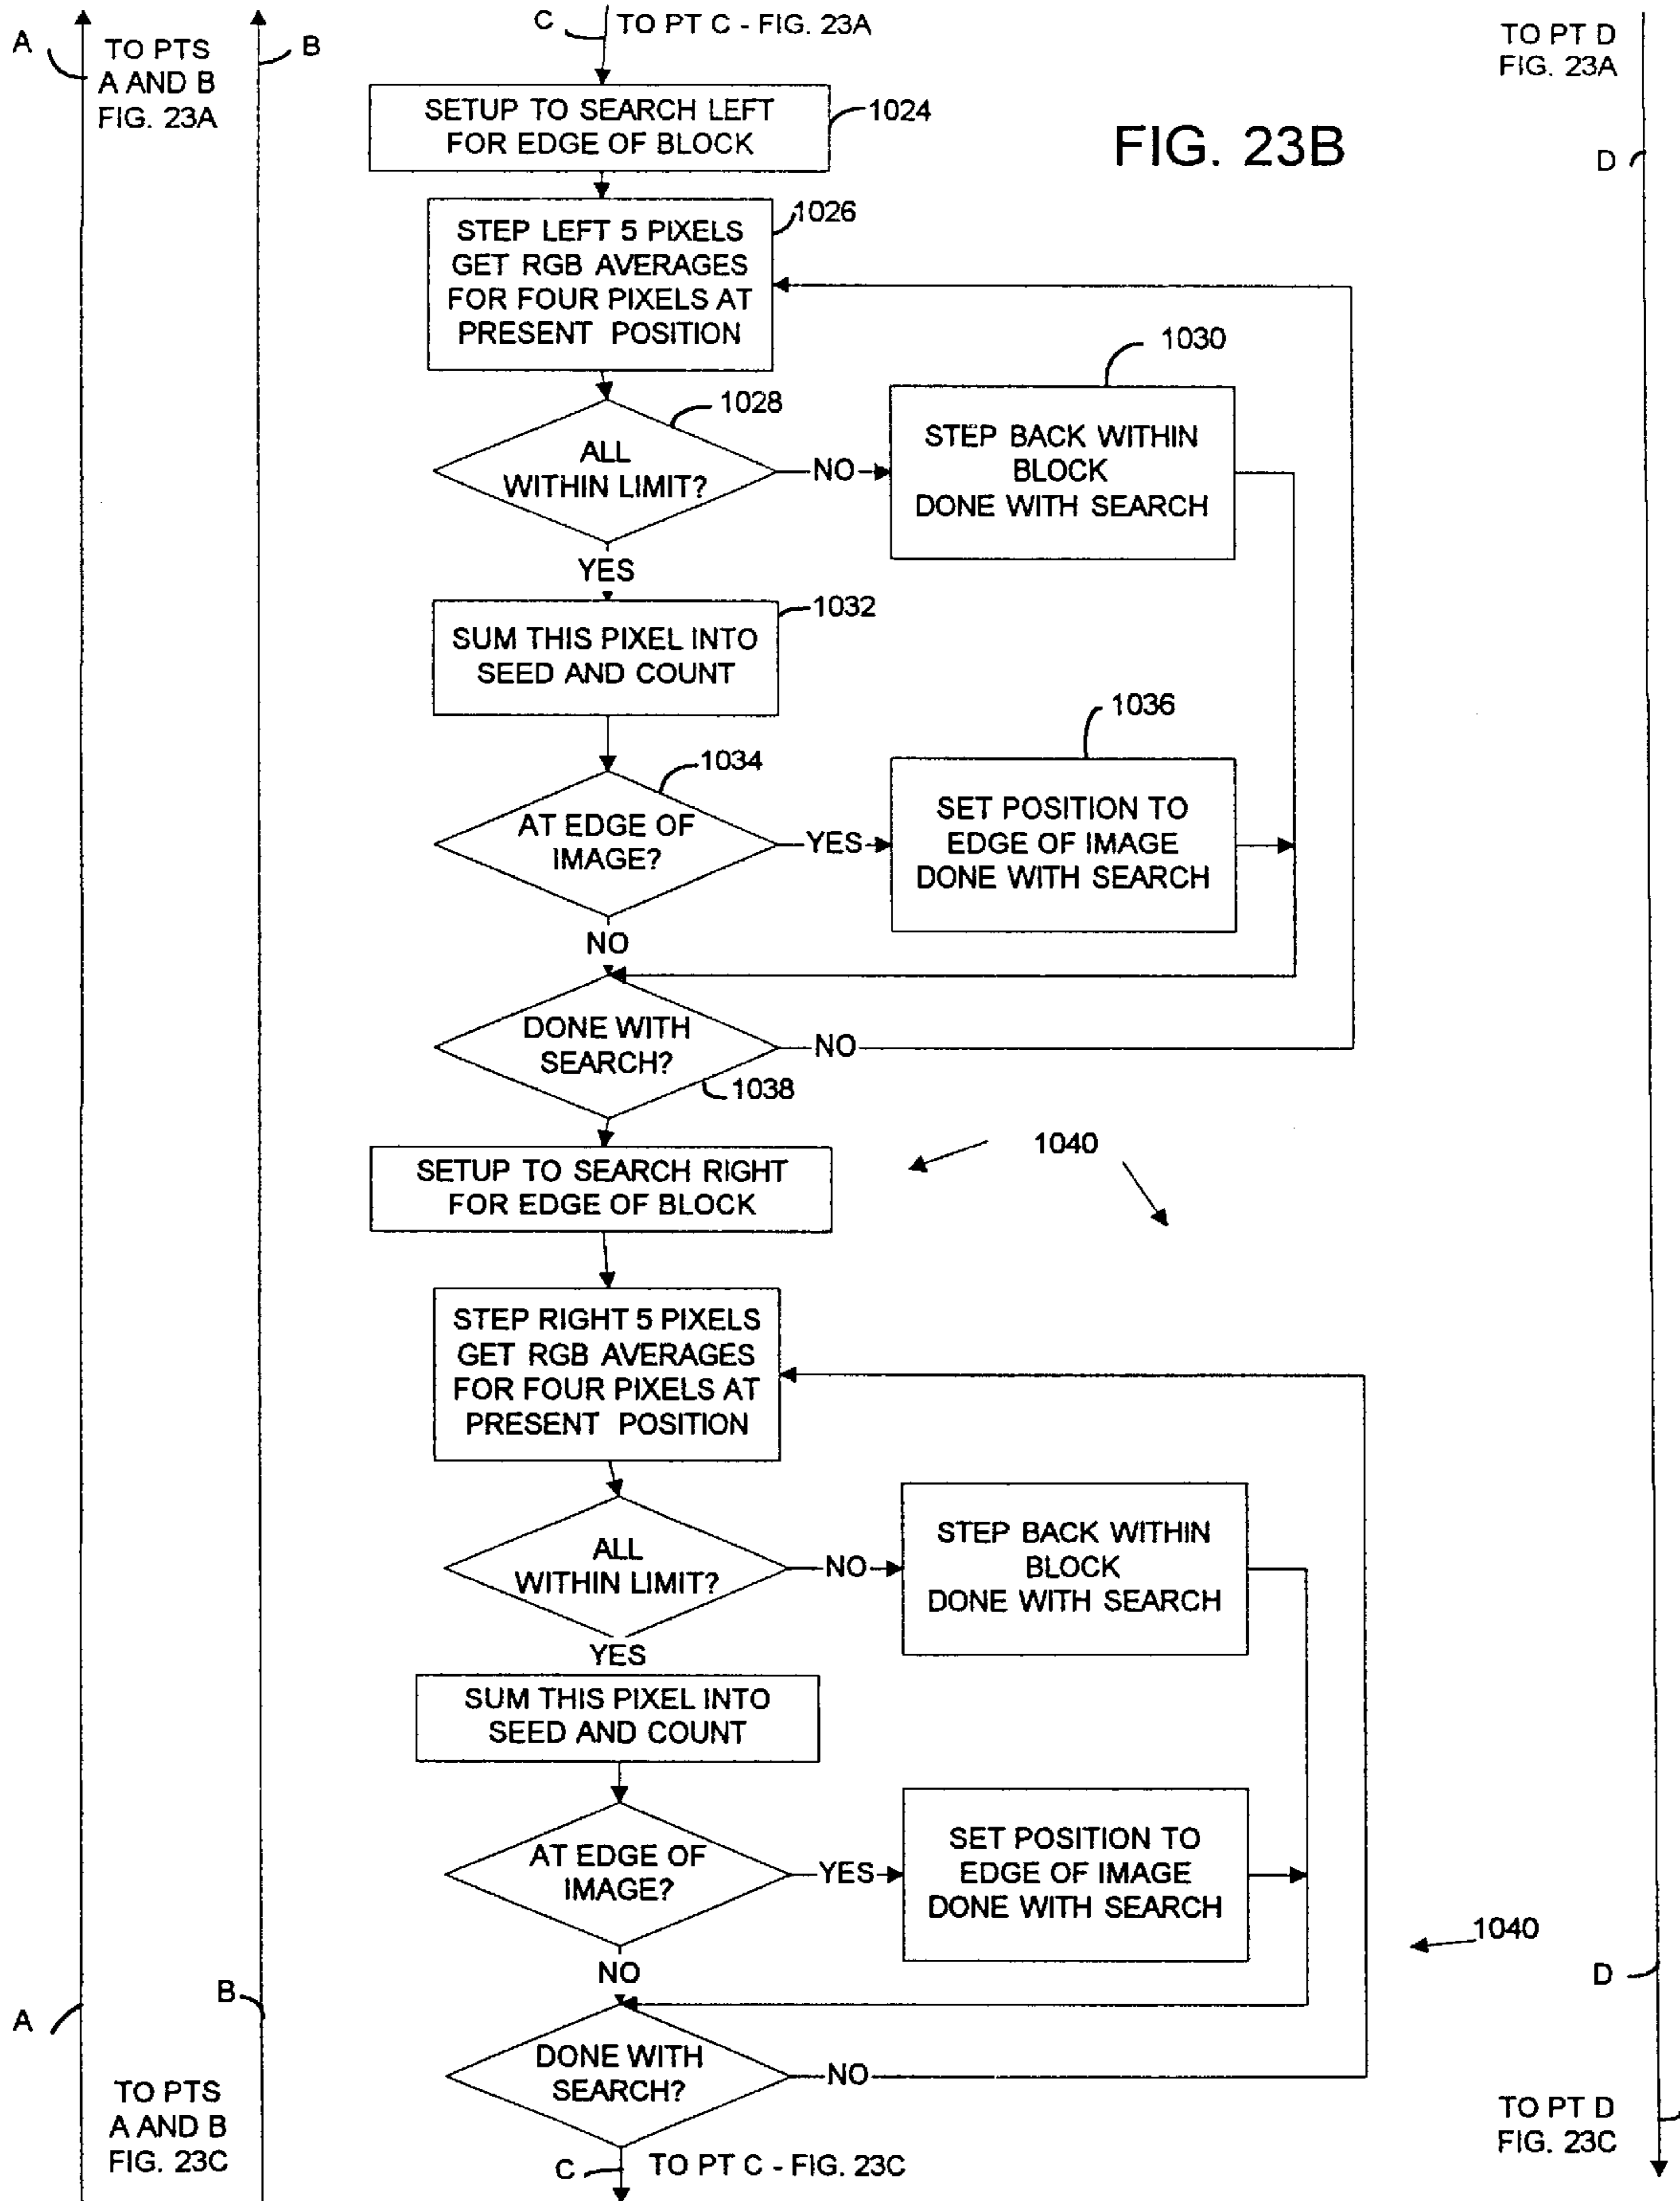 A
TO PTS
A AND B
FIG. 23A
B
C
TO PT C - FIG. 23A
TO PT D
FIG. 23A
D
FIG. 23B
SETUP TO SEARCH LEFT
FOR EDGE OF BLOCK
1024
STEP LEFT 5 PIXELS
GET RGB AVERAGES
FOR FOUR PIXELS AT
PRESENT POSITION
1026
ALL
WITHIN LIMIT?
1028
NO
STEP BACK WITHIN
BLOCK
DONE WITH SEARCH
1030
YES
SUM THIS PIXEL INTO
SEED AND COUNT
1032
AT EDGE OF
IMAGE?
1034
YES
SET POSITION TO
EDGE OF IMAGE
DONE WITH SEARCH
1036
NO
DONE WITH
SEARCH?
NO
1038
1040
SETUP TO SEARCH RIGHT
FOR EDGE OF BLOCK
STEP RIGHT 5 PIXELS
GET RGB AVERAGES
FOR FOUR PIXELS AT
PRESENT POSITION
ALL
WITHIN LIMIT?
NO
STEP BACK WITHIN
BLOCK
DONE WITH SEARCH
YES
SUM THIS PIXEL INTO
SEED AND COUNT
AT EDGE OF
IMAGE?
YES
SET POSITION TO
EDGE OF IMAGE
DONE WITH SEARCH
1040
NO
DONE WITH
SEARCH?
NO
A
B
D
TO PTS
A AND B
FIG. 23C
C
TO PT C - FIG. 23C
TO PT D
FIG. 23C